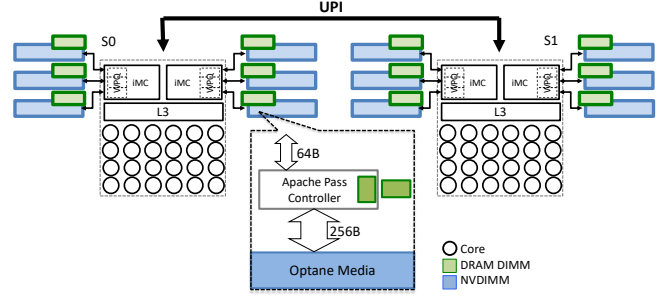 UPI
S0
S1
WPQ
iMC
iMC
WPQ
WPQ
iMC
iMC
WPQ
L3
L3
64B
Apache Pass
Controller
256B
Optane Media
Core
DRAM DIMM
NVDIMM